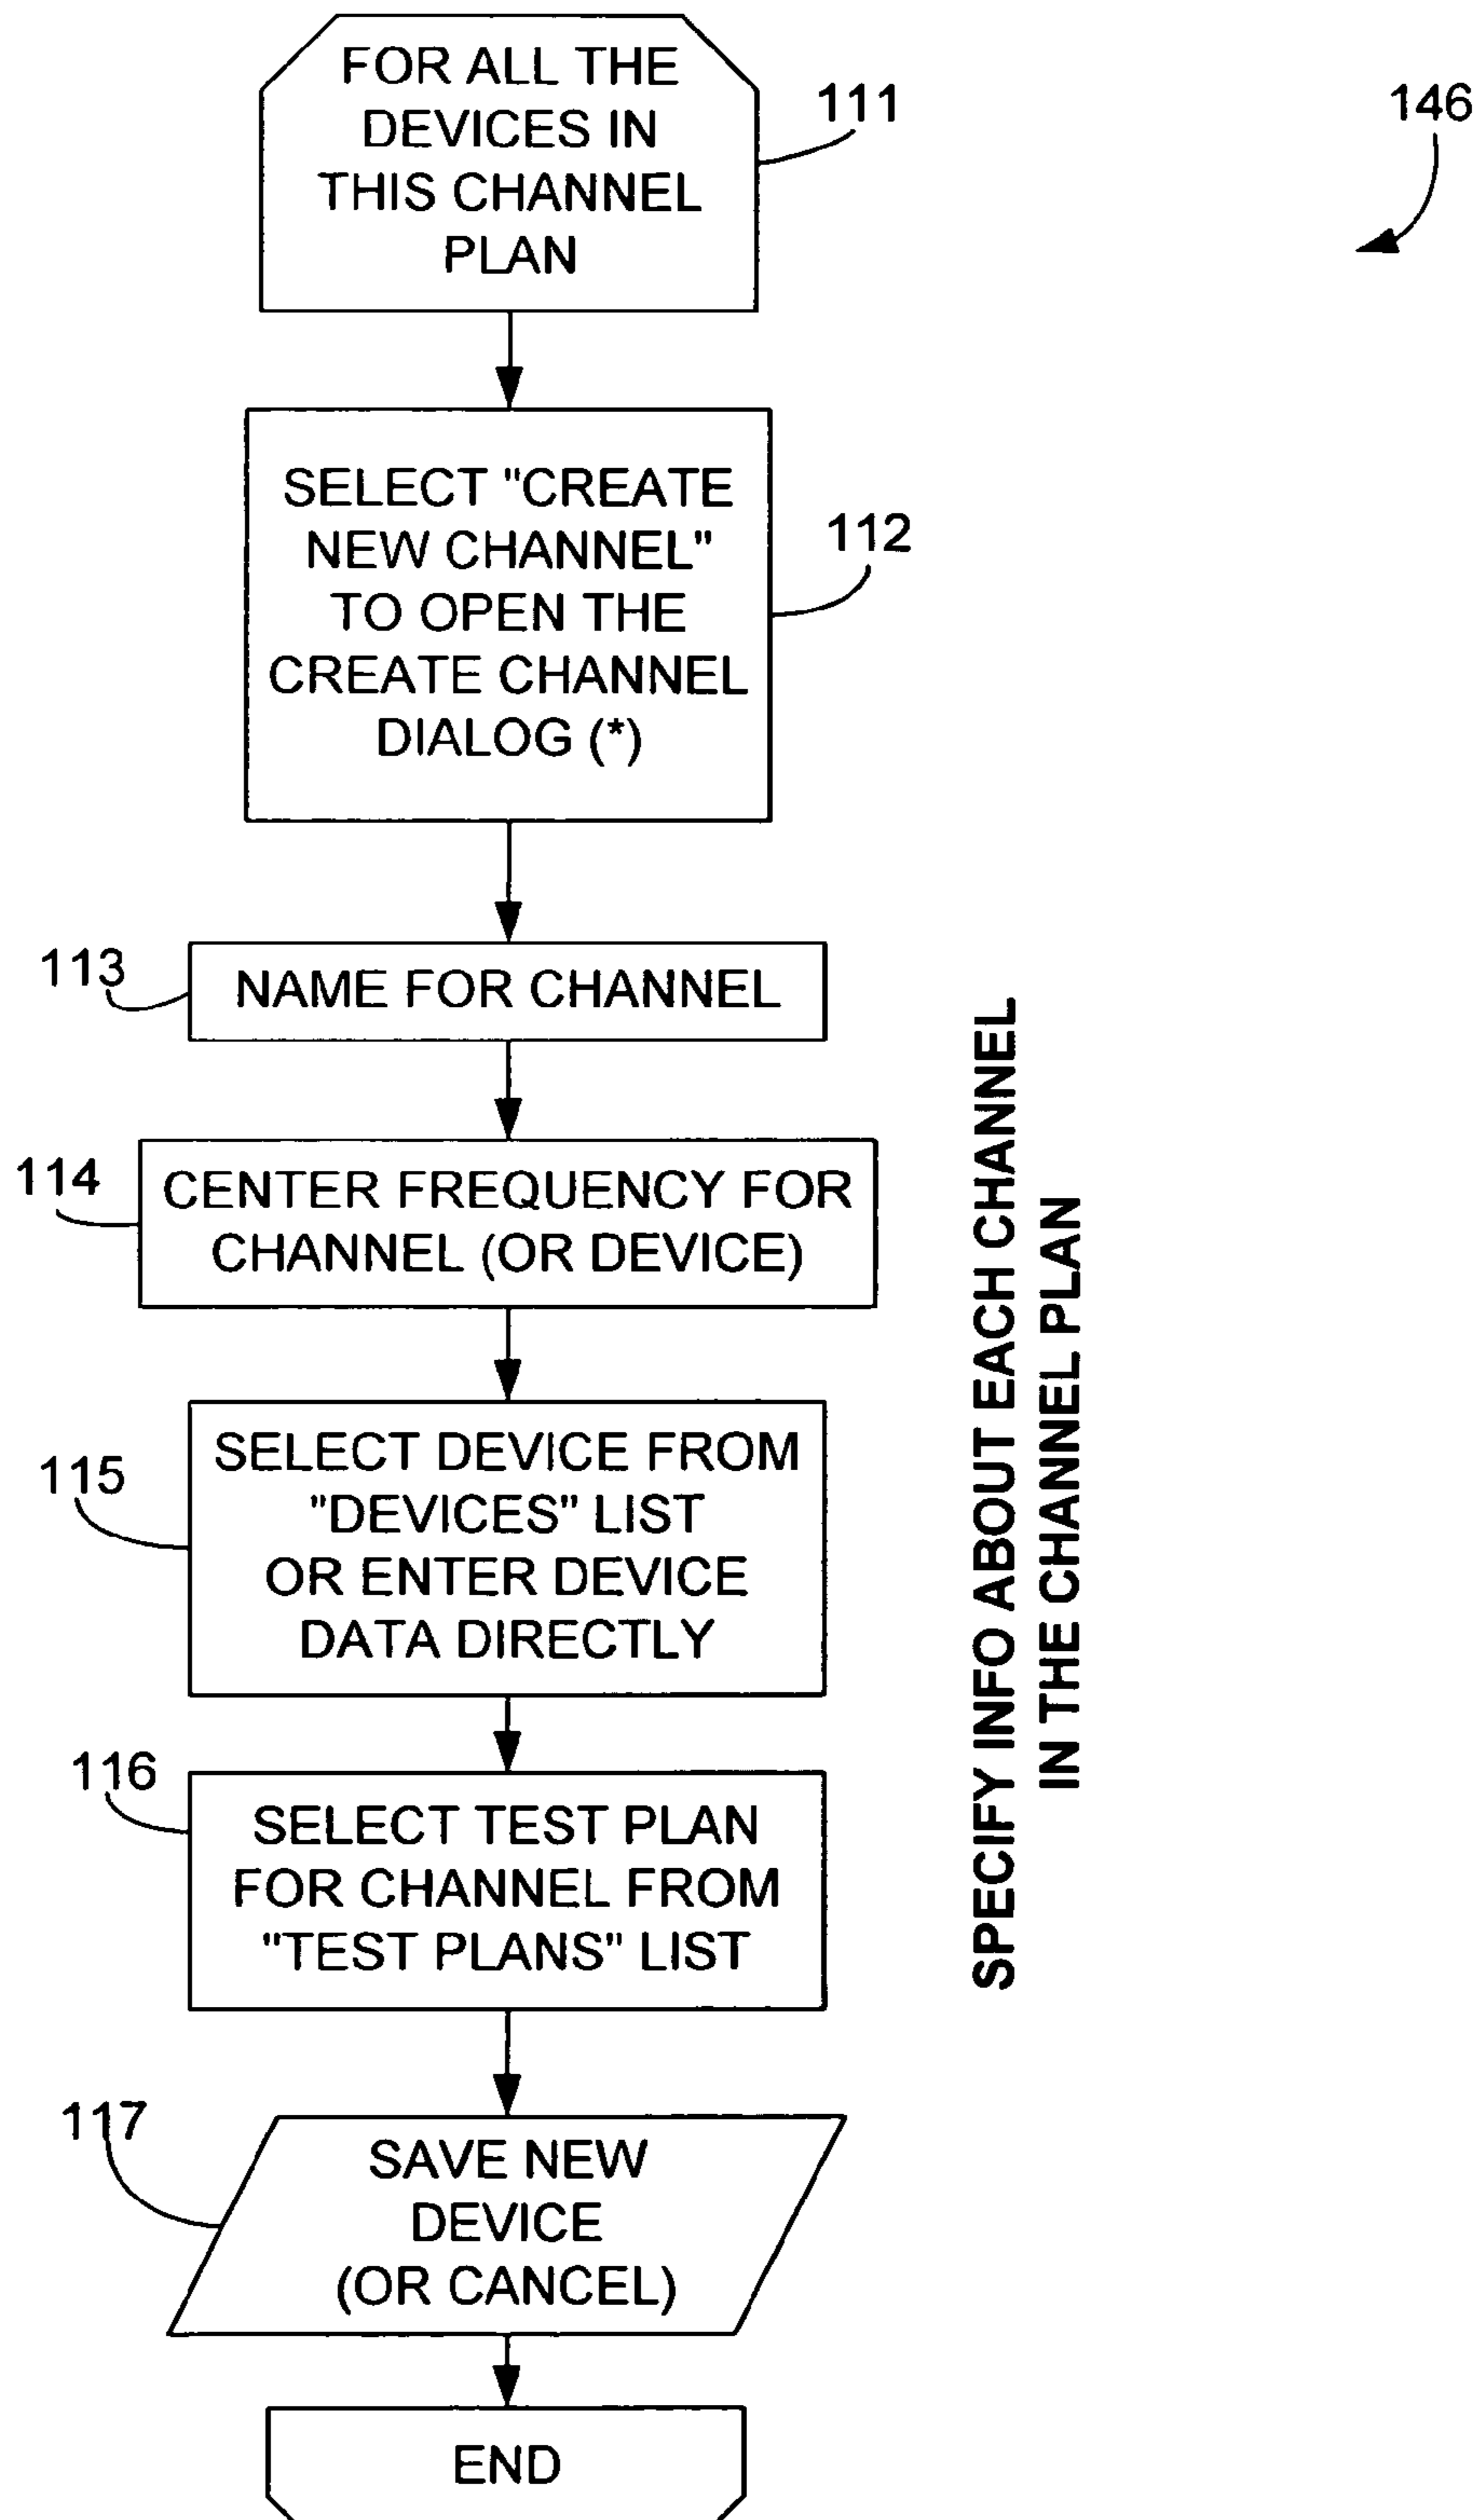 FOR ALL THE
DEVICES IN
THIS CHANNEL
PLAN
111
146
SELECT "CREATE
NEW CHANNEL"
TO OPEN THE
CREATE CHANNEL
DIALOG (*)
112
113
NAME FOR CHANNEL
114
CENTER FREQUENCY FOR
CHANNEL (OR DEVICE)
115
SELECT DEVICE FROM
"DEVICES" LIST
OR ENTER DEVICE
DATA DIRECTLY
116
SELECT TEST PLAN
FOR CHANNEL FROM
"TEST PLANS" LIST
117
SAVE NEW
DEVICE
(OR CANCEL)
END
SPECIFY INFO ABOUT EACH CHANNEL
IN THE CHANNEL PLAN